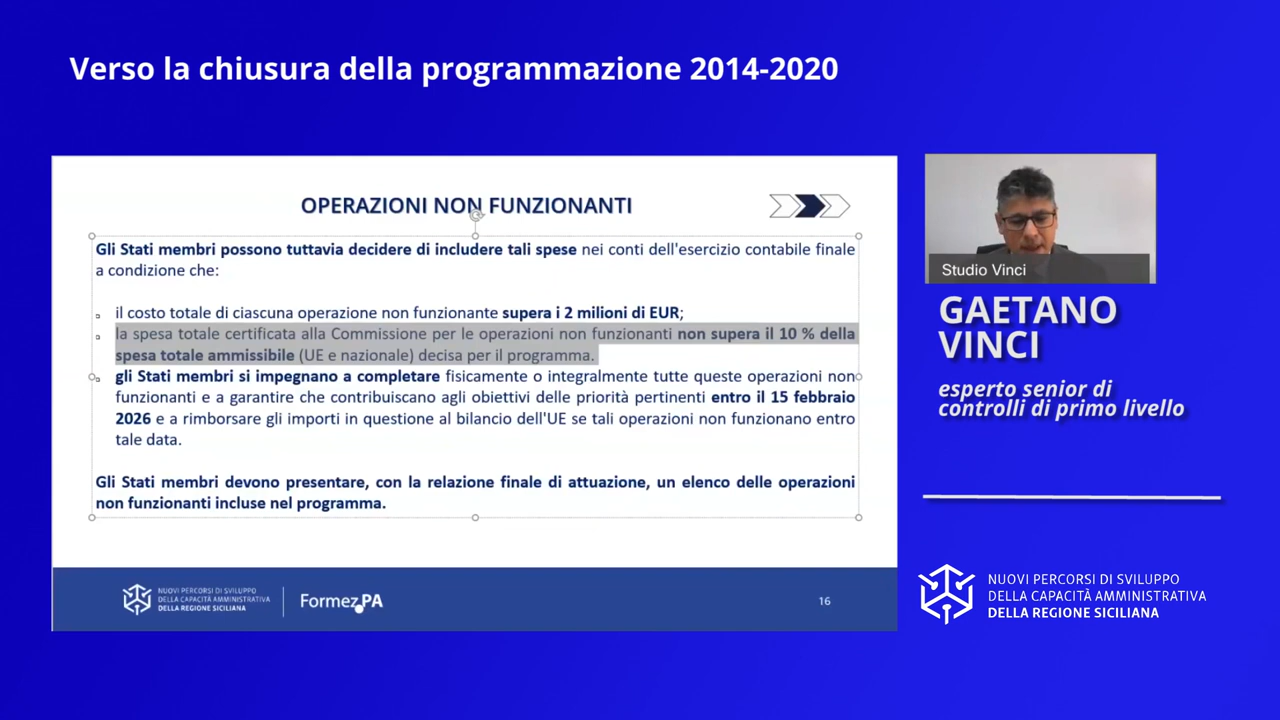 Verso la chiusura della programmazione 2014-2020
OPERAZIONI NON FUNZIONANTI
Gli Stati membri possono tuttavia decidere di includere tali spese nei conti dell'esercizio contabile finale
a condizione che:
il costo totale di ciascuna operazione non funzionante supera i 2 milioni di EUR;
la spesa totale certificata alla Commissione per le operazioni non funzionanti non supera il 10 % della
spesa totale ammissibile (UE e nazionale) decisa per il programma.
gli Stati membri si impegnano a completare fisicamente o integralmente tutte queste operazioni non
funzionanti e a garantire che contribuiscano agli obiettivi delle priorità pertinenti entro il 15 febbraio
2026 e a rimborsare gli importi in questione al bilancio dell'UE se tali operazioni non funzionano entro
tale data.
Gli Stati membri devono presentare, con la relazione finale di attuazione, un elenco delle operazioni
non funzionanti incluse nel programma.
NUOVI PERCORSI DI SVILUPPO
DELLA CAPACITÀ AMMINISTRATIVA
DELLA REGIONE SICILIANA
Formez PA
16
Studio Vinci
GAETANO
VINCI
esperto senior di
controlli di primo livello
NUOVI PERCORSI DI SVILUPPO
DELLA CAPACITÀ AMMINISTRATIVA
DELLA REGIONE SICILIANA